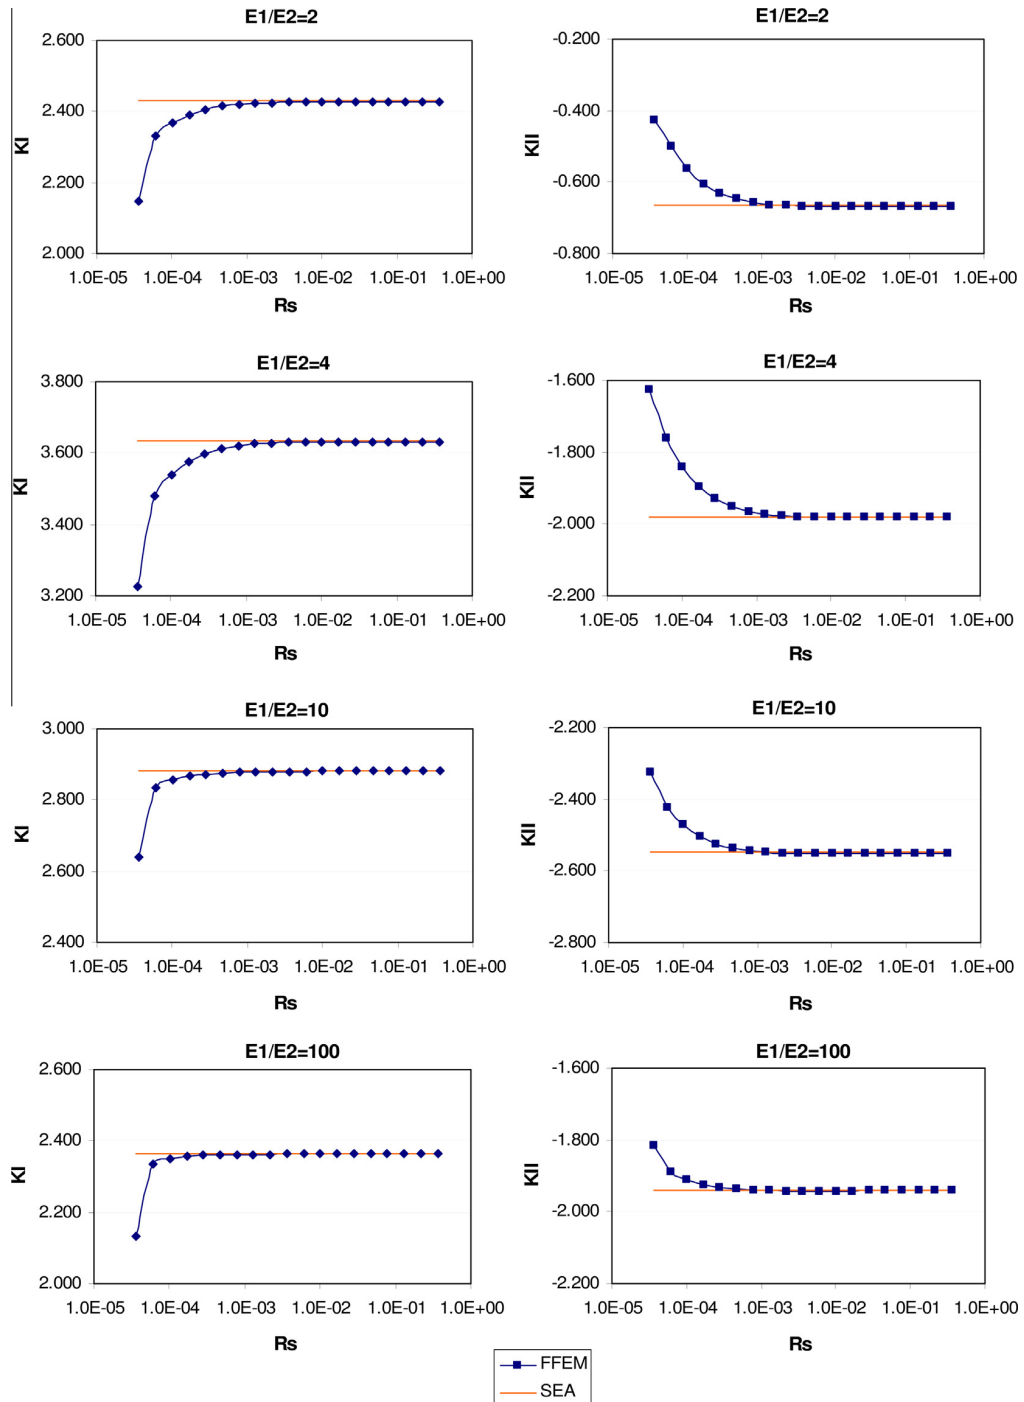 E1/E2=2
2.600
2.400
2.200
2.000
KI
1.0E-05 1.0E-04 1.0E-03 1.0E-02 1.0E-01 1.0E+00
Rs
E1/E2=2
-0.200
-0.400
-0.600
-0.800
KII
1.0E-05 1.0E-04 1.0E-03 1.0E-02 1.0E-01 1.0E+00
Rs
E1/E2=4
3.800
3.600
3.400
3.200
KI
1.0E-05 1.0E-04 1.0E-03 1.0E-02 1.0E-01 1.0E+00
Rs
E1/E2=4
-1.600
-1.800
-2.000
-2.200
KII
1.0E-05 1.0E-04 1.0E-03 1.0E-02 1.0E-01 1.0E+00
Rs
E1/E2=10
3.000
2.800
2.600
2.400
KI
1.0E-05 1.0E-04 1.0E-03 1.0E-02 1.0E-01 1.0E+00
Rs
E1/E2=10
-2.200
-2.400
-2.600
-2.800
KII
1.0E-05 1.0E-04 1.0E-03 1.0E-02 1.0E-01 1.0E+00
Rs
E1/E2=100
2.600
2.400
2.200
2.000
KI
1.0E-05 1.0E-04 1.0E-03 1.0E-02 1.0E-01 1.0E+00
Rs
E1/E2=100
-1.600
-1.800
-2.000
-2.200
KII
1.0E-05 1.0E-04 1.0E-03 1.0E-02 1.0E-01 1.0E+00
Rs
FFEM
SEA